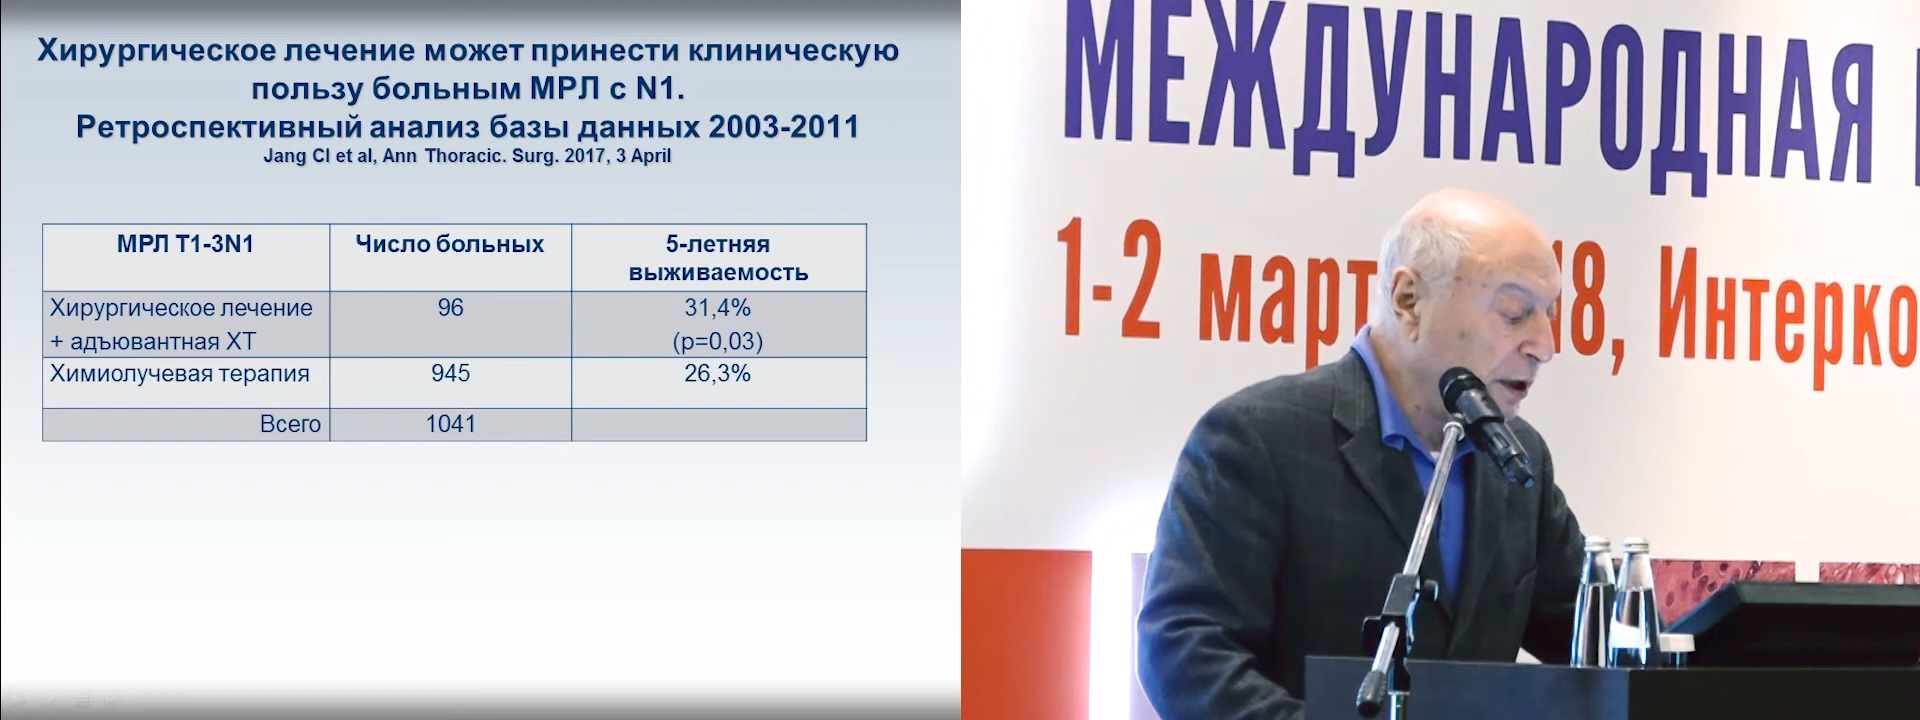 Хирургическое лечение может принести клиническую
пользу больным МРЛ с N1.
Ретроспективный анализ базы данных 2003-2011
Jang CI et al, Ann Thoracic. Surg. 2017, 3 April
МРЛ T1-3N1 Число больных 5-летняя
выживаемость
Хирургическое лечение 96 31,4%
+ адъювантная ХТ (p=0,03)
Химиолучевая терапия 945 26,3%
Всего 1041
МЕЖДУНАРОДНАЯ
1-2 март 18, Интерко